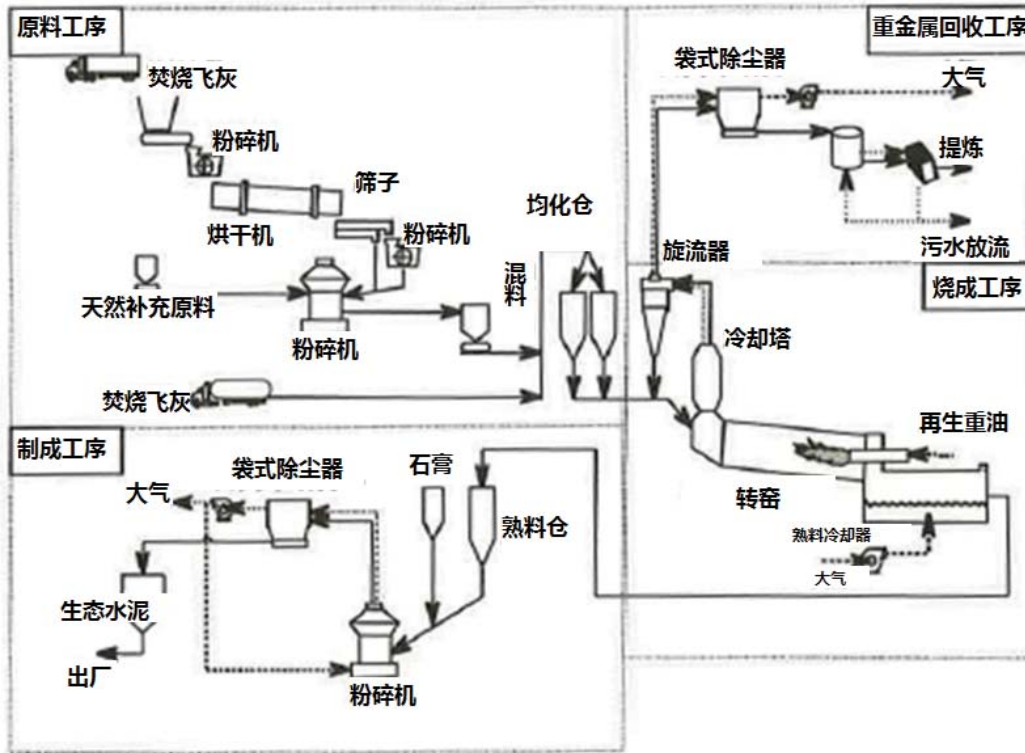 原料工序
焚烧飞灰
粉碎机
筛子
烘干机
粉碎机
天然补充原料
粉碎机
混料
均化仓
焚烧飞灰
重金属回收工序
袋式除尘器
大气
提炼
污水放流
旋流器
烧成工序
冷却塔
再生重油
转窑
熟料冷却器
大气
制成工序
袋式除尘器
大气
石膏
熟料仓
生态水泥
出厂
粉碎机